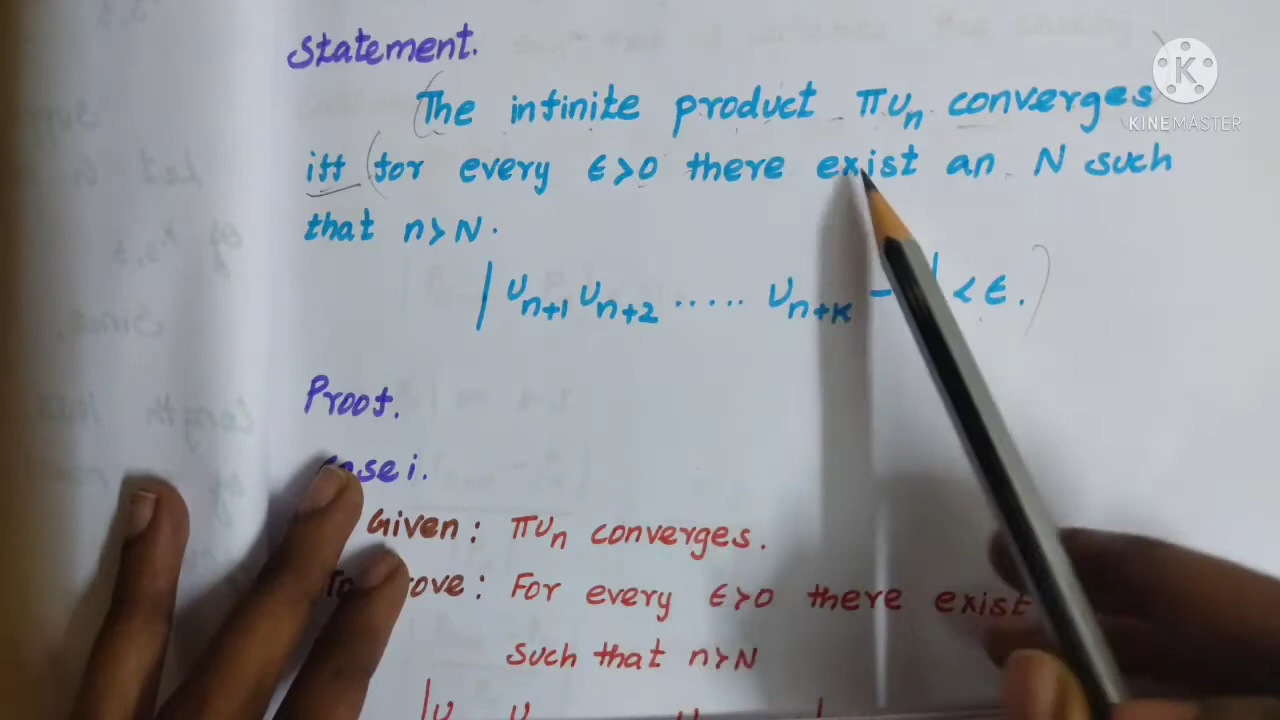 Statement.
The infinite product πUn converges
iff for every ε>0 there exist an N such
that n>N.
|Un+1 Un+2 ..... Un+k - | < ε.
Proof.
Case i.
Given: πUn converges.
For every ε>0 there exist
such that n>N
K
KINEMASTER